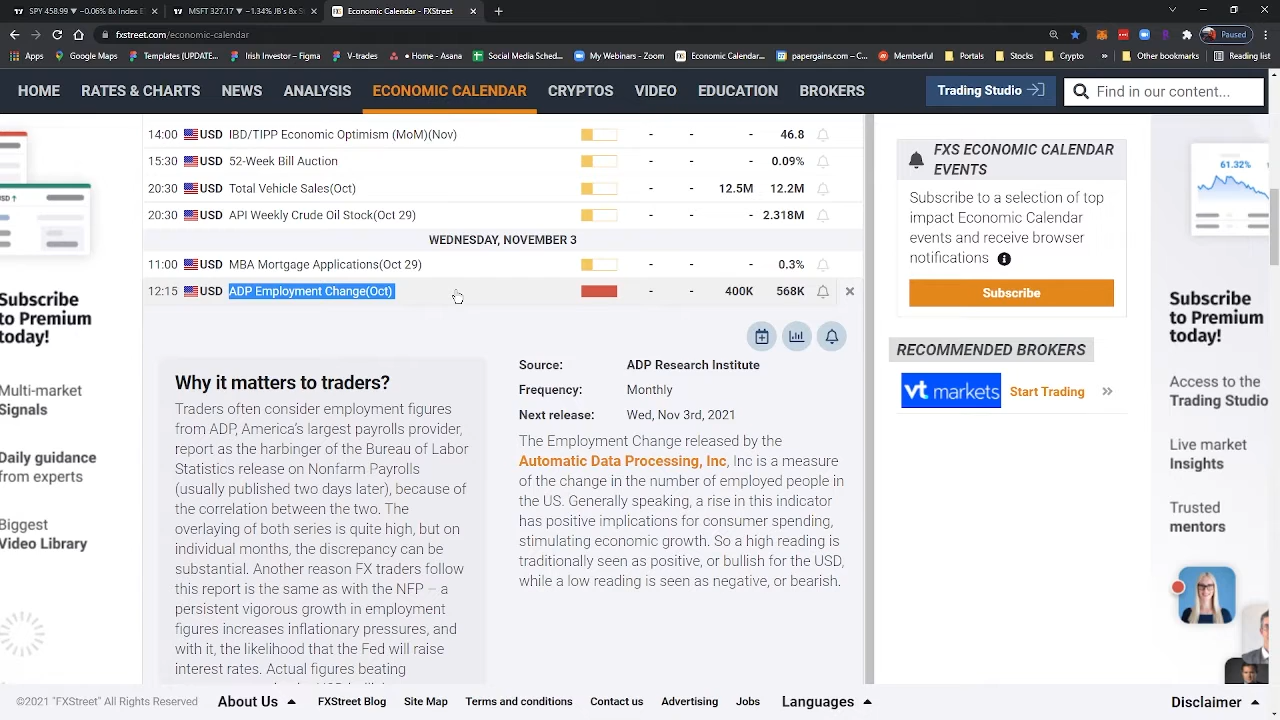 SPY 458.99 ▼ −0.06% 8x Index E
MSFT 327.17 ▼ −1.34% JB's 8x S
Economic Calendar - FXStreet
fxstreet.com/economic-calendar
Paused
Apps
Google Maps
Templates (UPDATE...
Irish Investor – Figma
V-trades
- Home - Asana
Social Media Sched...
My Webinars - Zoom
Economic Calendar...
papergains.com –...
Memberful
Portals
Stocks
Crypto
»
Other bookmarks
Reading list
HOME
RATES & CHARTS
NEWS
ANALYSIS
ECONOMIC CALENDAR
CRYPTOS
VIDEO
EDUCATION
BROKERS
Trading Studio
Find in our content...
14:00 USD IBD/TIPP Economic Optimism (MoM)(Nov) - - - 46.8
15:30 USD 52-Week Bill Auction - - - 0.09%
20:30 USD Total Vehicle Sales(Oct) - - 12.5M 12.2M
20:30 USD API Weekly Crude Oil Stock(Oct 29) - - - 2.318M
WEDNESDAY, NOVEMBER 3
11:00 USD MBA Mortgage Applications(Oct 29) - - - 0.3%
12:15 USD ADP Employment Change(Oct) - - 400K 568K
Why it matters to traders?
Traders often consider employment figures
from ADP, America's largest payrolls provider,
report as the harbinger of the Bureau of Labor
Statistics release on Nonfarm Payrolls
(usually published two days later), because of
the correlation between the two. The
overlaying of both series is quite high, but on
individual months, the discrepancy can be
substantial. Another reason FX traders follow
this report is the same as with the NFP – a
persistent vigorous growth in employment
figures increases inflationary pressures, and
with it, the likelihood that the Fed will raise
interest rates. Actual figures beating
Source: ADP Research Institute
Frequency: Monthly
Next release: Wed, Nov 3rd, 2021
The Employment Change released by the
Automatic Data Processing, Inc, Inc is a measure
of the change in the number of employed people in
the US. Generally speaking, a rise in this indicator
has positive implications for consumer spending,
stimulating economic growth. So a high reading is
traditionally seen as positive, or bullish for the USD,
while a low reading is seen as negative, or bearish.
FXS ECONOMIC CALENDAR
EVENTS
Subscribe to a selection of top
impact Economic Calendar
events and receive browser
notifications
Subscribe
RECOMMENDED BROKERS
vt markets
Start Trading
USD ↑
Subscribe
to Premium
today!
Multi-market
Signals
Daily guidance
from experts
Biggest
Video Library
61.32%
Subscribe
to Premium
today!
Access to the
Trading Studio
Live market
Insights
Trusted
mentors
©2021 "FXStreet" All Rights Reserved
About Us
FXStreet Blog
Site Map
Terms and conditions
Contact us
Advertising
Jobs
Languages
Disclaimer